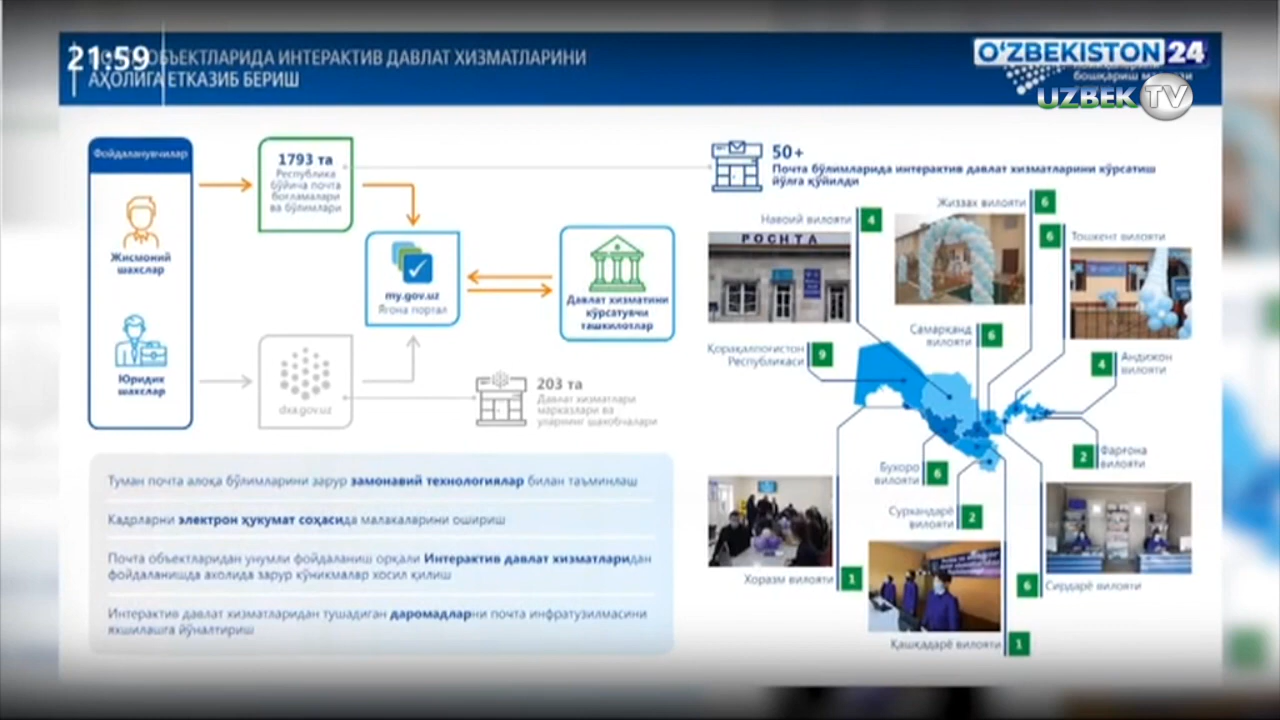 21:59
ОБЪЕКТЛАРИДА ИНТЕРАКТИВ ДАВЛАТ ХИЗМАТЛАРИНИ
АҲОЛИГА ЕТКАЗИБ БЕРИШ
O'ZBEKISTON 24
бошқариш
UZBEK TV
Фойдаланувчилар
Жисмоний
шахслар
Юридик
шахслар
1793 та
Республика
бўйича почта
боғламалари
ва бўлимлари
my.gov.uz
Ягона портал
Давлат хизматини
кўрсатувчи
ташкилотлар
dxa.gov.uz
203 та
Давлат хизматлари
марказлари ва
уларнинг шахобчалари
50+
Почта бўлимларида интерактив давлат хизматларини кўрсатиш
йўлга қўйилди
Навоий вилояти 4
Жиззах вилояти 6
6 Тошкент вилояти
POCHTA
Самарқанд
вилояти 6
Қорақалпоғистон
Республикаси 9
4 Андижон
вилояти
2 Фарғона
вилояти
Бухоро
вилояти 6
Сурхандарё
вилояти 2
Хоразм вилояти 1
6 Сирдарё вилояти
Қашқадарё вилояти 1
Туман почта алоқа бўлимларини зарур замонавий технологиялар билан таъминлаш
Кадрларни электрон ҳукумат соҳасида малакаларини ошириш
Почта объектларидан унумли фойдаланиш орқали Интерактив давлат хизматларидан
фойдаланишда ахолида зарур кўникмалар хосил қилиш
Интерактив давлат хизматларидан тушадиган даромадларни почта инфратузилмасини
яхшилашга йўналтириш